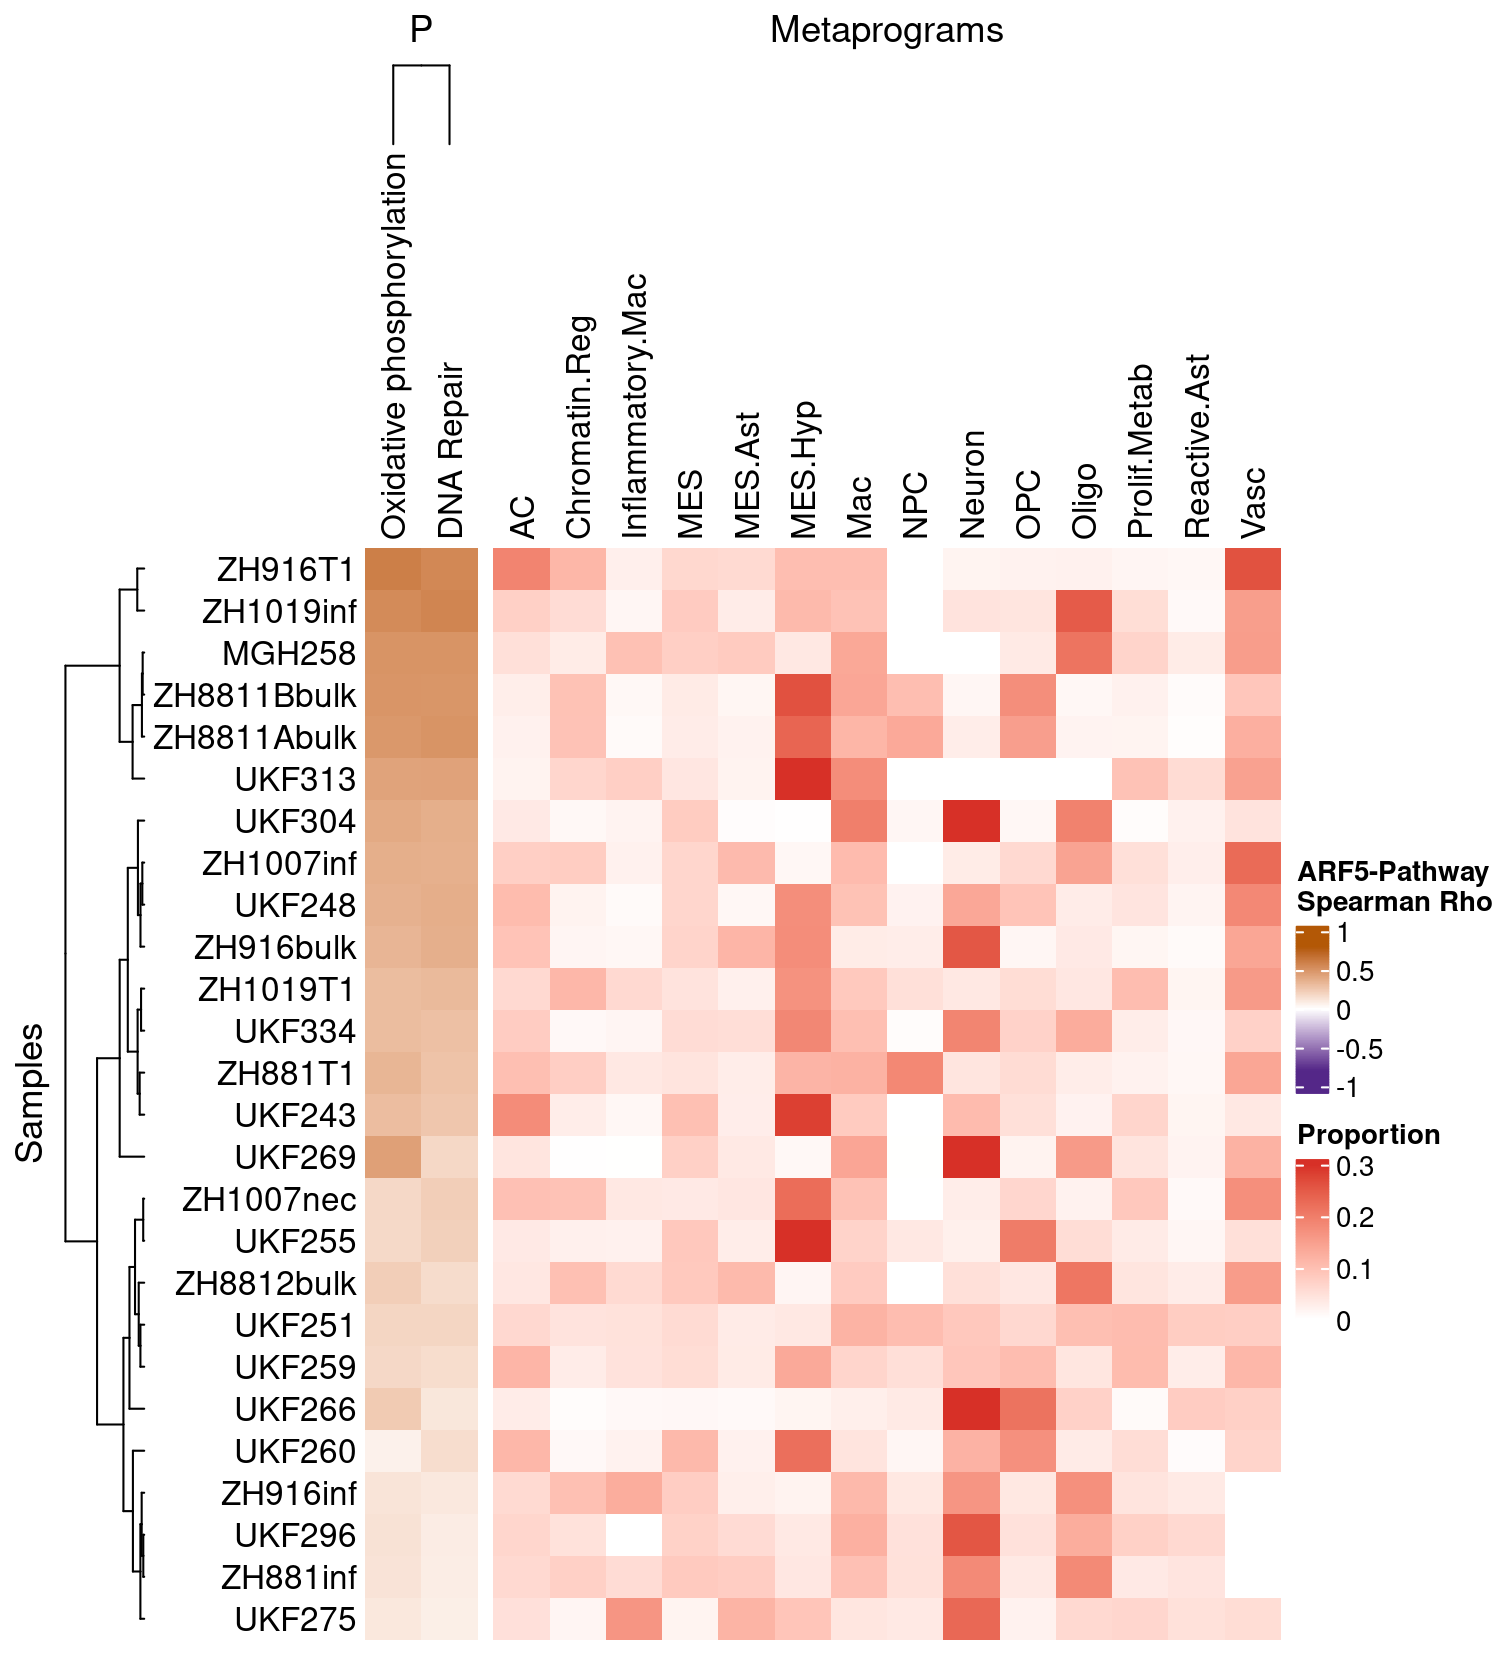 P
Metaprograms
Oxidative phosphorylation
DNA Repair
AC
Chromatin.Reg
Inflammatory.Mac
MES
MES.Ast
MES.Hyp
Mac
NPC
Neuron
OPC
Oligo
Prolif.Metab
Reactive.Ast
Vasc
Samples
ZH916T1
ZH1019inf
MGH258
ZH8811Bbulk
ZH8811Abulk
UKF313
UKF304
ZH1007inf
UKF248
ZH916bulk
ZH1019T1
UKF334
ZH881T1
UKF243
UKF269
ZH1007nec
UKF255
ZH8812bulk
UKF251
UKF259
UKF266
UKF260
ZH916inf
UKF296
ZH881inf
UKF275
ARF5-Pathway
Spearman Rho
1
0.5
0
-0.5
-1
Proportion
0.3
0.2
0.1
0